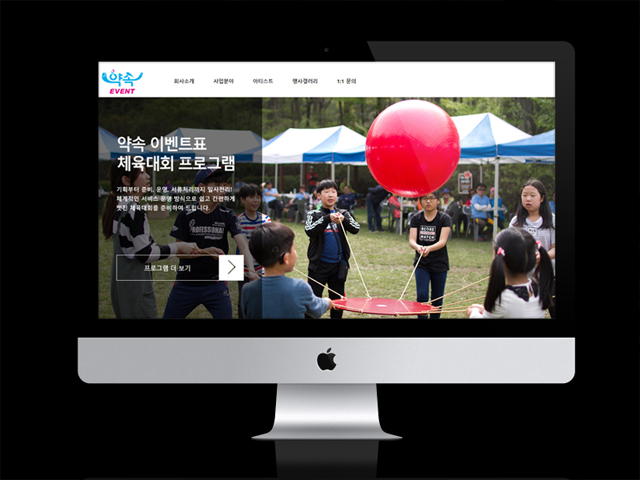 약속
EVENT
회사소개 사업분야 아티스트 행사갤러리 1:1 문의
약속 이벤트표
체육대회 프로그램
기획부터 준비, 운영, 서류처리까지 일사천리!
체계적인 서비스 운영 방식으로 쉽고 간편하게
멋진 체육대회를 준비하여 드립니다.
프로그램 더 보기
PROFESSIONAL